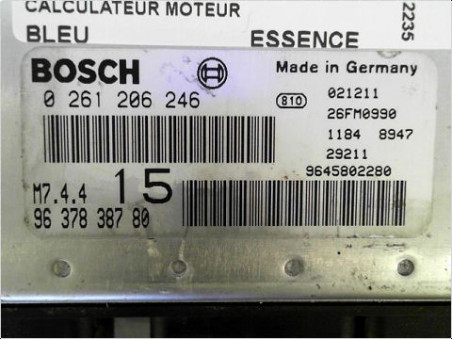 CALCULATEUR MOTEUR
BLEU ESSENCE
2235
BOSCH Made in Germany
0 261 206 246 810 021211
26FM0990
1184 8947
29211
9645802280
M7.4.4 15
96 378 387 80